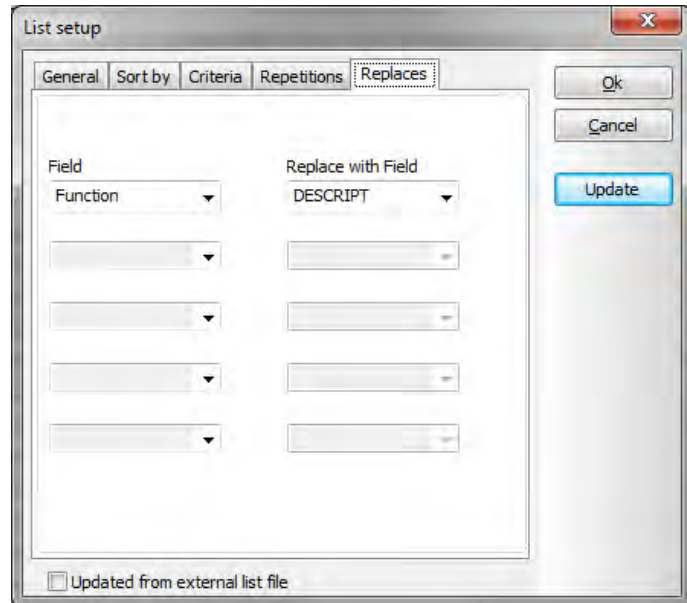 List setup
General Sort by Criteria Repetitions Replaces
Ok
Cancel
Field Replace with Field
Update
Function DESCRIPT
Updated from external list file